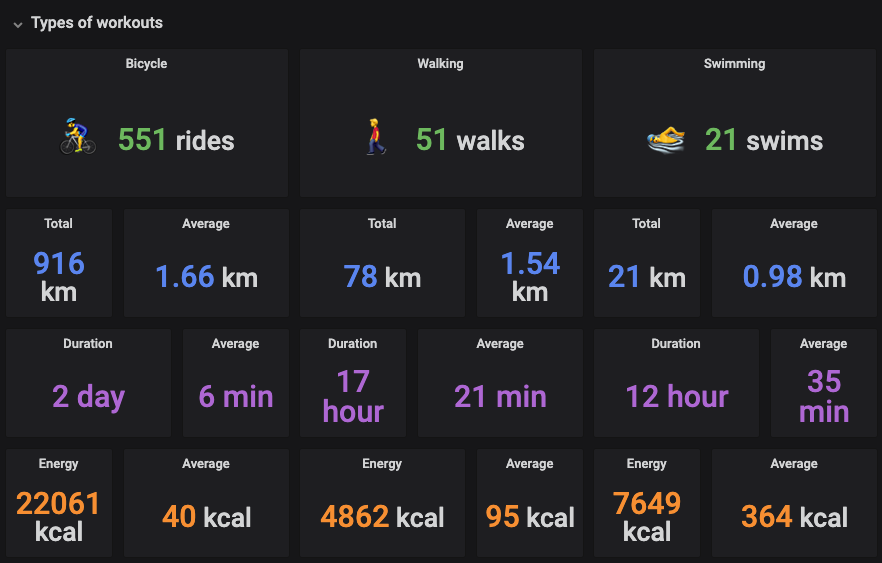 Types of workouts
Bicycle
551 rides
Walking
51 walks
Swimming
21 swims
Total
916
km
Average
1.66 km
Total
78 km
Average
1.54
km
Total
21 km
Average
0.98 km
Duration
2 day
Average
6 min
Duration
17
hour
Average
21 min
Duration
12 hour
Average
35
min
Energy
22061
kcal
Average
40 kcal
Energy
4862 kcal
Average
95 kcal
Energy
7649
kcal
Average
364 kcal